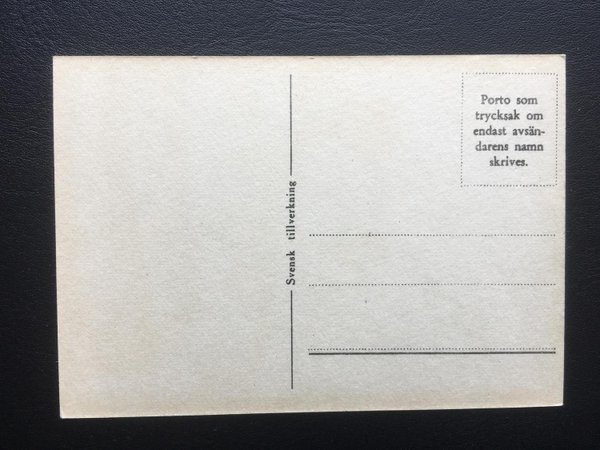 Porto som
trycksak om
endast avsän-
darens namn
skrives.
Svensk tillverkning